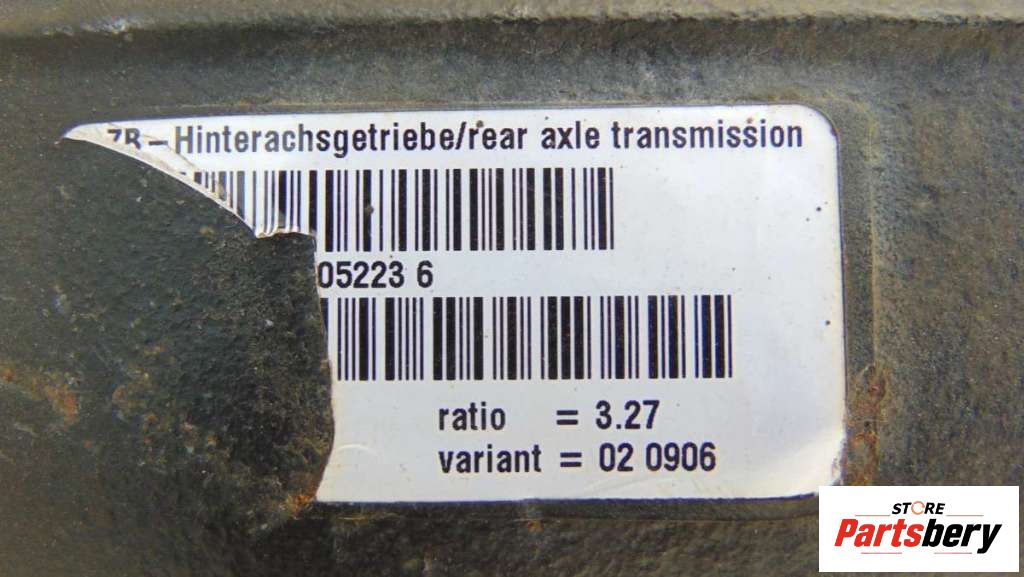 ZB – Hinterachsgetriebe/rear axle transmission
05223 6
ratio = 3.27
variant = 02 0906
STORE
Partsbery